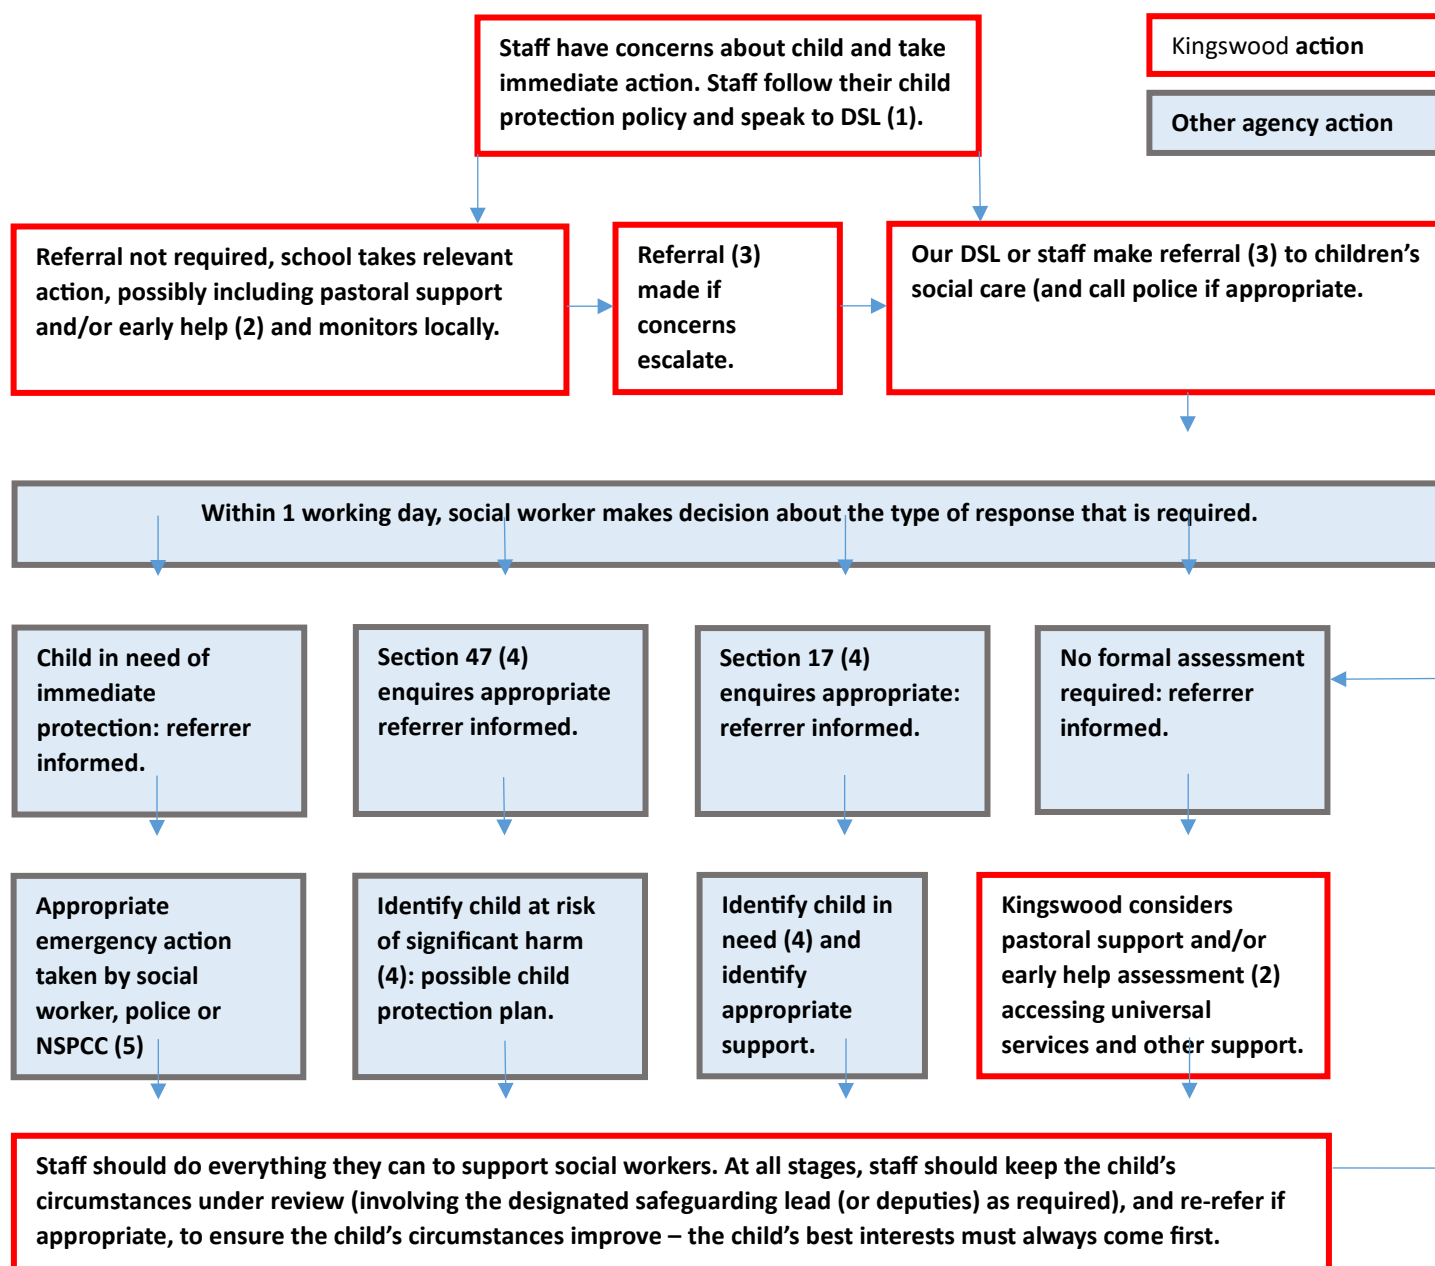 Staff have concerns about child and take
immediate action. Staff follow their child
protection policy and speak to DSL (1).
Kingswood action
Other agency action
Referral not required, school takes relevant
action, possibly including pastoral support
and/or early help (2) and monitors locally.
Referral (3)
made if
concerns
escalate.
Our DSL or staff make referral (3) to children’s
social care (and call police if appropriate.
Within 1 working day, social worker makes decision about the type of response that is required.
Child in need of
immediate
protection: referrer
informed.
Section 47 (4)
enquires appropriate
referrer informed.
Section 17 (4)
enquires appropriate:
referrer informed.
No formal assessment
required: referrer
informed.
Appropriate
emergency action
taken by social
worker, police or
NSPCC (5)
Identify child at risk
of significant harm
(4): possible child
protection plan.
Identify child in
need (4) and
identify
appropriate
support.
Kingswood considers
pastoral support and/or
early help assessment (2)
accessing universal
services and other support.
Staff should do everything they can to support social workers. At all stages, staff should keep the child’s
circumstances under review (involving the designated safeguarding lead (or deputies) as required), and re-refer if
appropriate, to ensure the child’s circumstances improve – the child’s best interests must always come first.